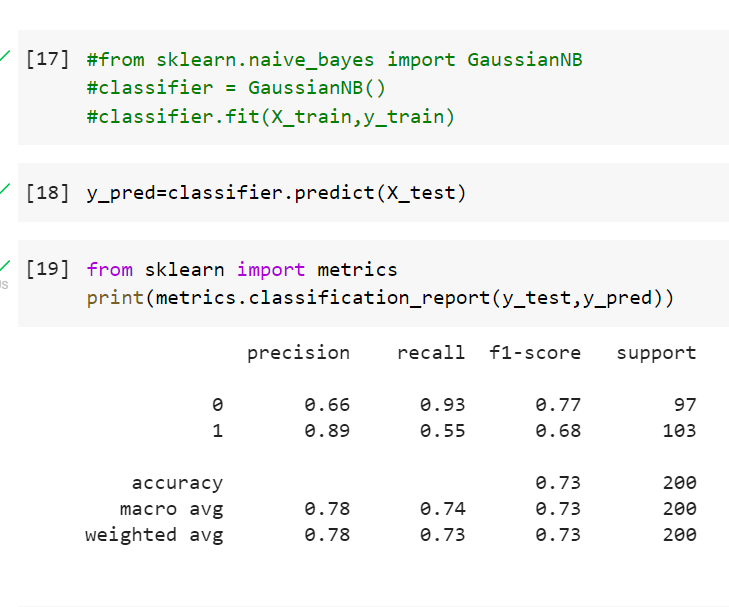 [17] #from sklearn.naive_bayes import GaussianNB
#classifier = GaussianNB()
#classifier.fit(X_train,y_train)
[18] y_pred=classifier.predict(X_test)
[19] from sklearn import metrics
print(metrics.classification_report(y_test,y_pred))
precision recall f1-score support
0 0.66 0.93 0.77 97
1 0.89 0.55 0.68 103
accuracy 0.73 200
macro avg 0.78 0.74 0.73 200
weighted avg 0.78 0.73 0.73 200